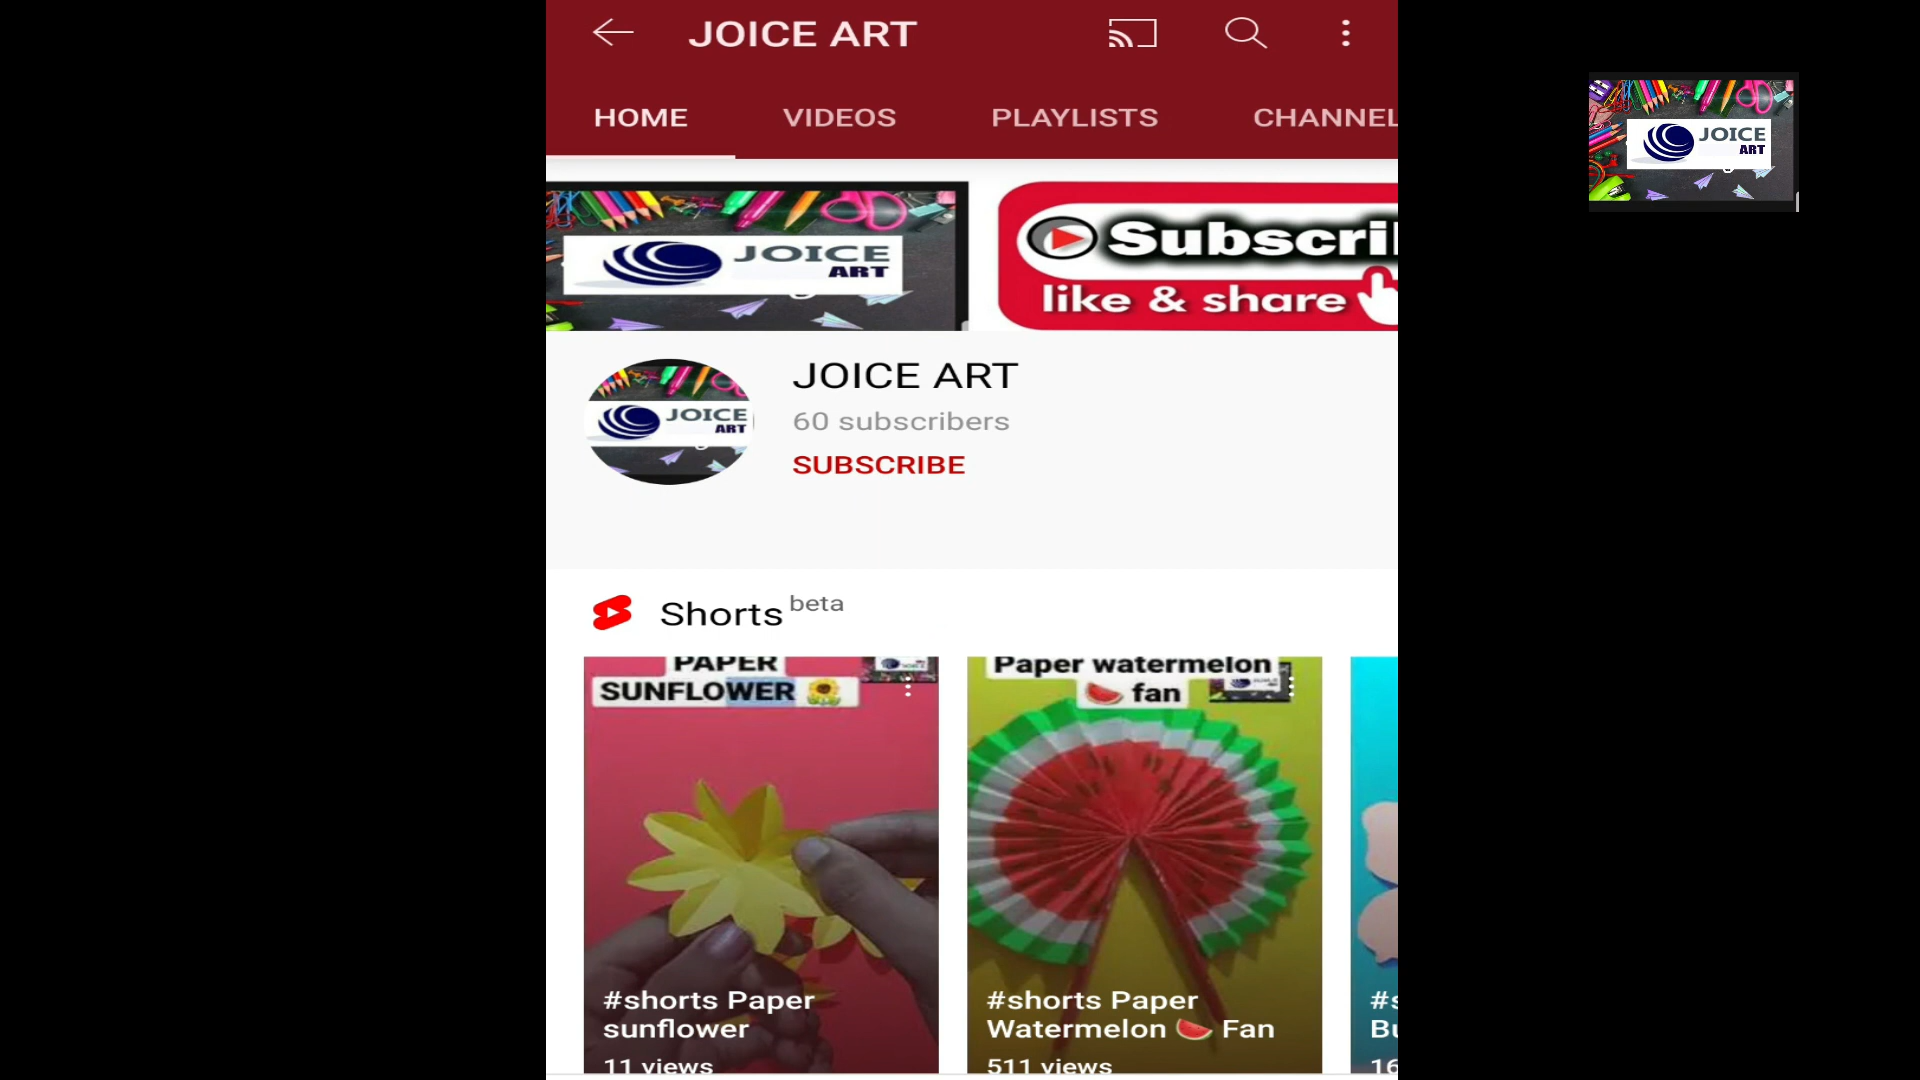 JOICE ART
HOME VIDEOS PLAYLISTS CHANNEL
JOICE
ART
JOICE
ART
like & share
JOICE ART
60 subscribers
SUBSCRIBE
JOICE
ART
Shorts beta
PAPER
SUNFLOWER
Paper watermelon
fan
#shorts Paper
sunflower
11 views
#shorts Paper
Watermelon 🍉 Fan
511 views